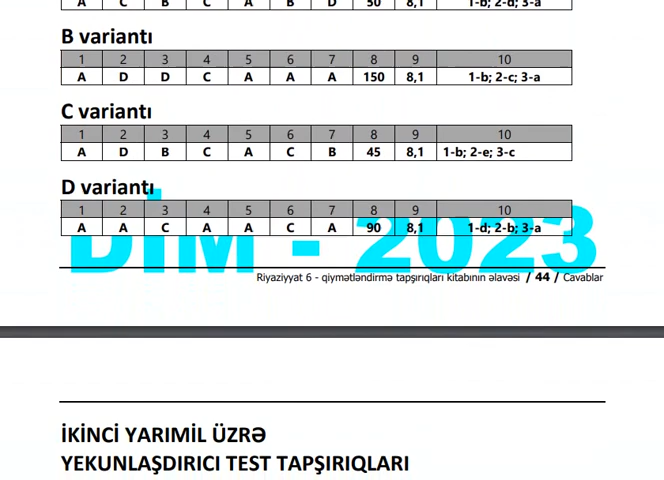 A C B C A B D 50 8,1 1-b; 2-d; 3-a
B variantı
1 2 3 4 5 6 7 8 9 10
A D D C A A A 150 8,1 1-b; 2-c; 3-a
C variantı
1 2 3 4 5 6 7 8 9 10
A D B C A C B 45 8,1 1-b; 2-e; 3-c
D variantı
1 2 3 4 5 6 7 8 9 10
A A C A A C A 90 8,1 1-d; 2-b; 3-a
DİM - 2023
Riyaziyyat 6 - qiymətləndirmə tapşırıqları kitabının əlavəsi / 44 / Cavablar
İKİNCİ YARIMİL ÜZRƏ
YEKUNLAŞDIRICI TEST TAPŞIRIQLARI